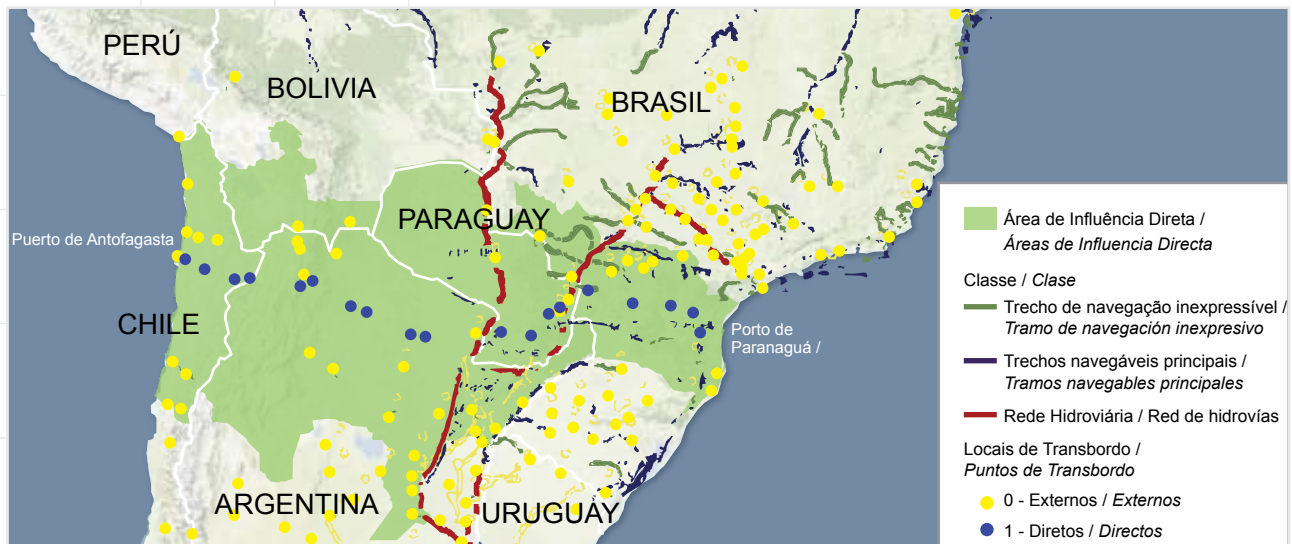 PERÚ
BOLIVIA
BRASIL
PARAGUAY
Puerto de Antofagasta
CHILE
Porto de
Paranaguá /
ARGENTINA
URUGUAY
Área de Influência Direta /
Áreas de Influencia Directa
Classe / Clase
Trecho de navegação inexpressível /
Tramo de navegación inexpresivo
Trechos navegáveis principais /
Tramos navegables principales
Rede Hidroviária / Red de hidrovías
Locais de Transbordo /
Puntos de Transbordo
0 - Externos / Externos
1 - Diretos / Directos